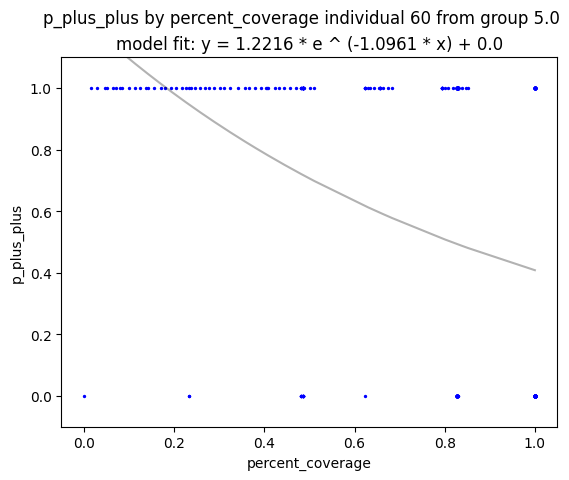 p_plus_plus by percent_coverage individual 60 from group 5.0
model fit: y = 1.2216 * e ^ (-1.0961 * x) + 0.0
1.0
0.8
0.6
0.4
0.2
0.0
p_plus_plus
0.0 0.2 0.4 0.6 0.8 1.0
percent_coverage